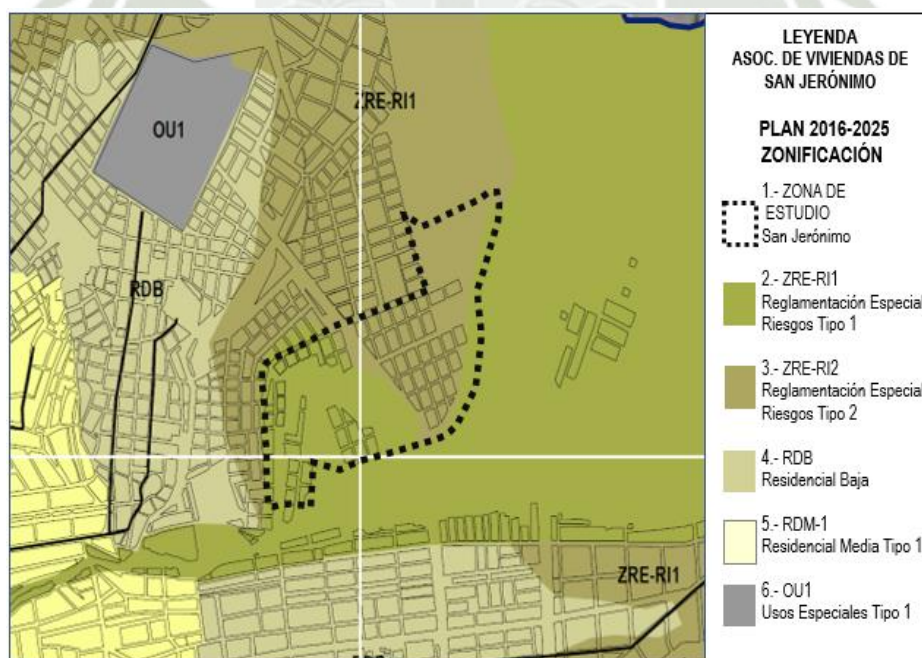 OU1
ZRE-RI1
RDB
ZRE-RI1
LEYENDA
ASOC. DE VIVIENDAS DE
SAN JERÓNIMO
PLAN 2016-2025
ZONIFICACIÓN
1.- ZONA DE
ESTUDIO
San Jerónimo
2.- ZRE-RI1
Reglamentación Especial
Riesgos Tipo 1
3.- ZRE-RI2
Reglamentación Especial
Riesgos Tipo 2
4.- RDB
Residencial Baja
5.- RDM-1
Residencial Media Tipo 1
6.- OU1
Usos Especiales Tipo 1